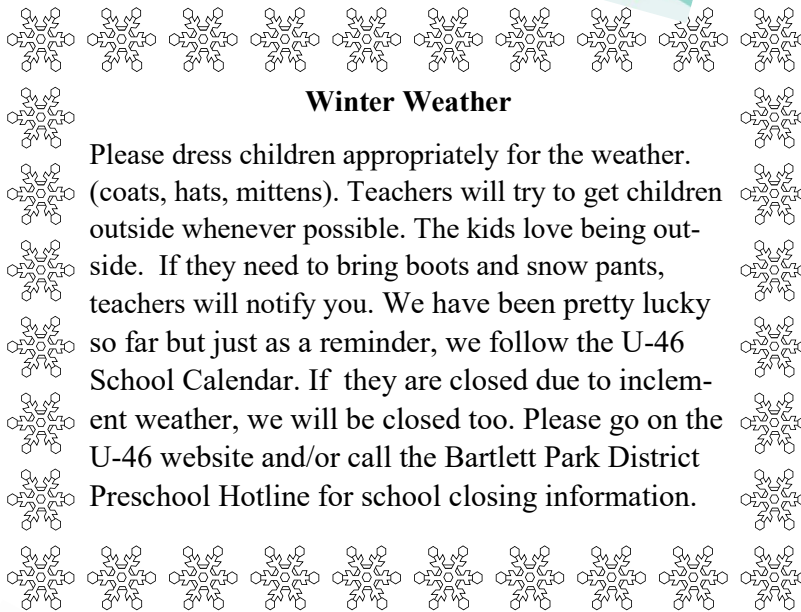 Winter Weather
Please dress children appropriately for the weather.
(coats, hats, mittens). Teachers will try to get children
outside whenever possible. The kids love being out-
side.  If they need to bring boots and snow pants,
teachers will notify you. We have been pretty lucky
so far but just as a reminder, we follow the U-46
School Calendar. If  they are closed due to inclem-
ent weather, we will be closed too. Please go on the
U-46 website and/or call the Bartlett Park District
Preschool Hotline for school closing information.